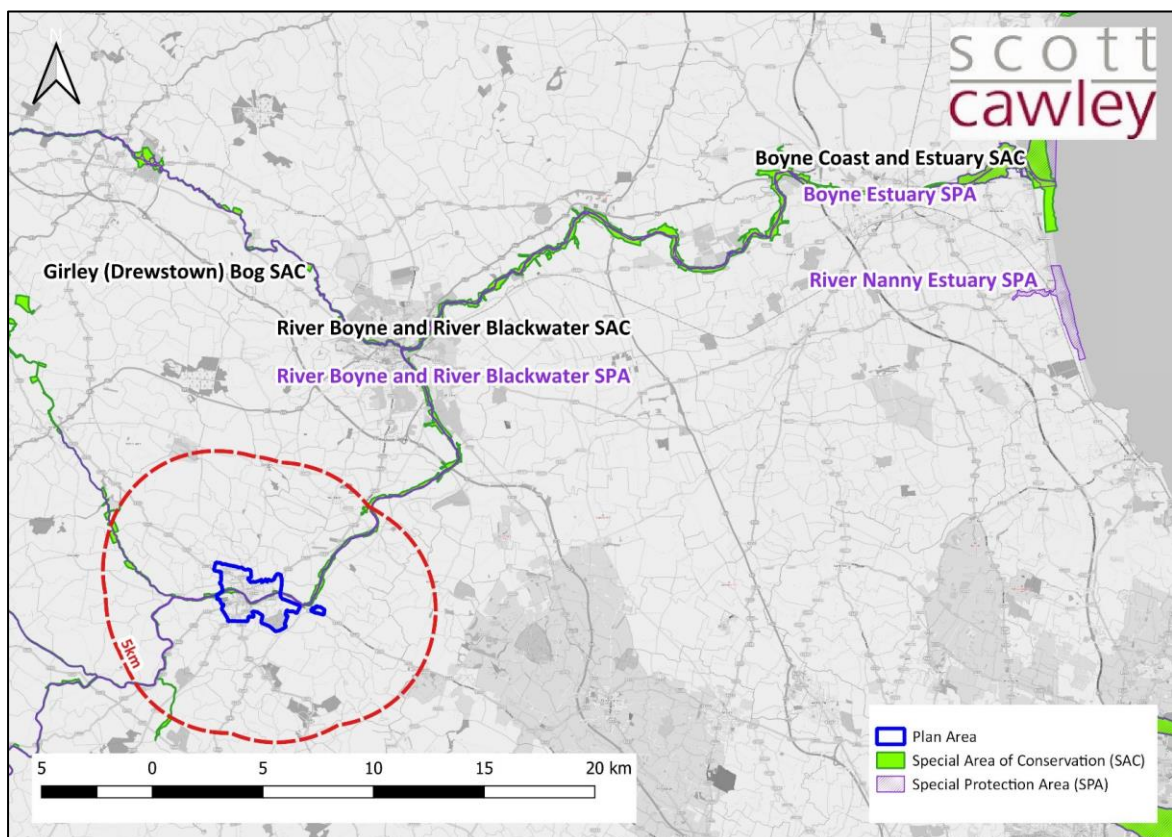 N
scott
cawley
Boyne Coast and Estuary SAC
Boyne Estuary SPA
Girley (Drewstown) Bog SAC
River Nanny Estuary SPA
River Boyne and River Blackwater SAC
River Boyne and River Blackwater SPA
5km
Plan Area
Special Area of Conservation (SAC)
Special Protection Area (SPA)
5 0 5 10 15 20 km